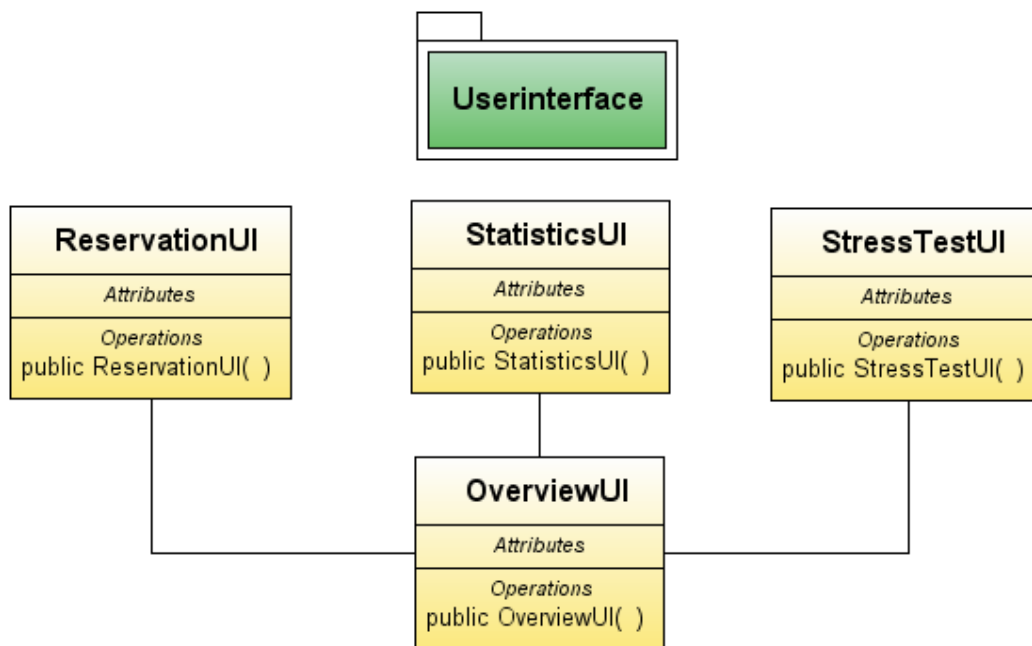 Userinterface
ReservationUI
Attributes
Operations
public ReservationUI( )
StatisticsUI
Attributes
Operations
public StatisticsUI( )
StressTestUI
Attributes
Operations
public StressTestUI( )
OverviewUI
Attributes
Operations
public OverviewUI( )